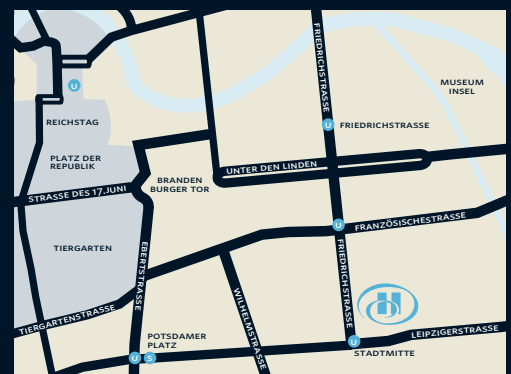 FRIEDRICHSTRASSE
MUSEUM
INSEL
U
REICHSTAG
U
FRIEDRICHSTRASSE
PLATZ DER
REPUBLIK
UNTER DEN LINDEN
BRANDEN
BURGER TOR
STRASSE DES 17. JUNI
U
FRANZÖSISCHESTRASSE
TIERGARTEN
EBERTSTRASSE
FRIEDRICHSTRASSE
WILHELMSTRASSE
H
TIERGARTENSTRASSE
LEIPZIGERSTRASSE
POTSDAMER
PLATZ
U
STADTMITTE
U
S